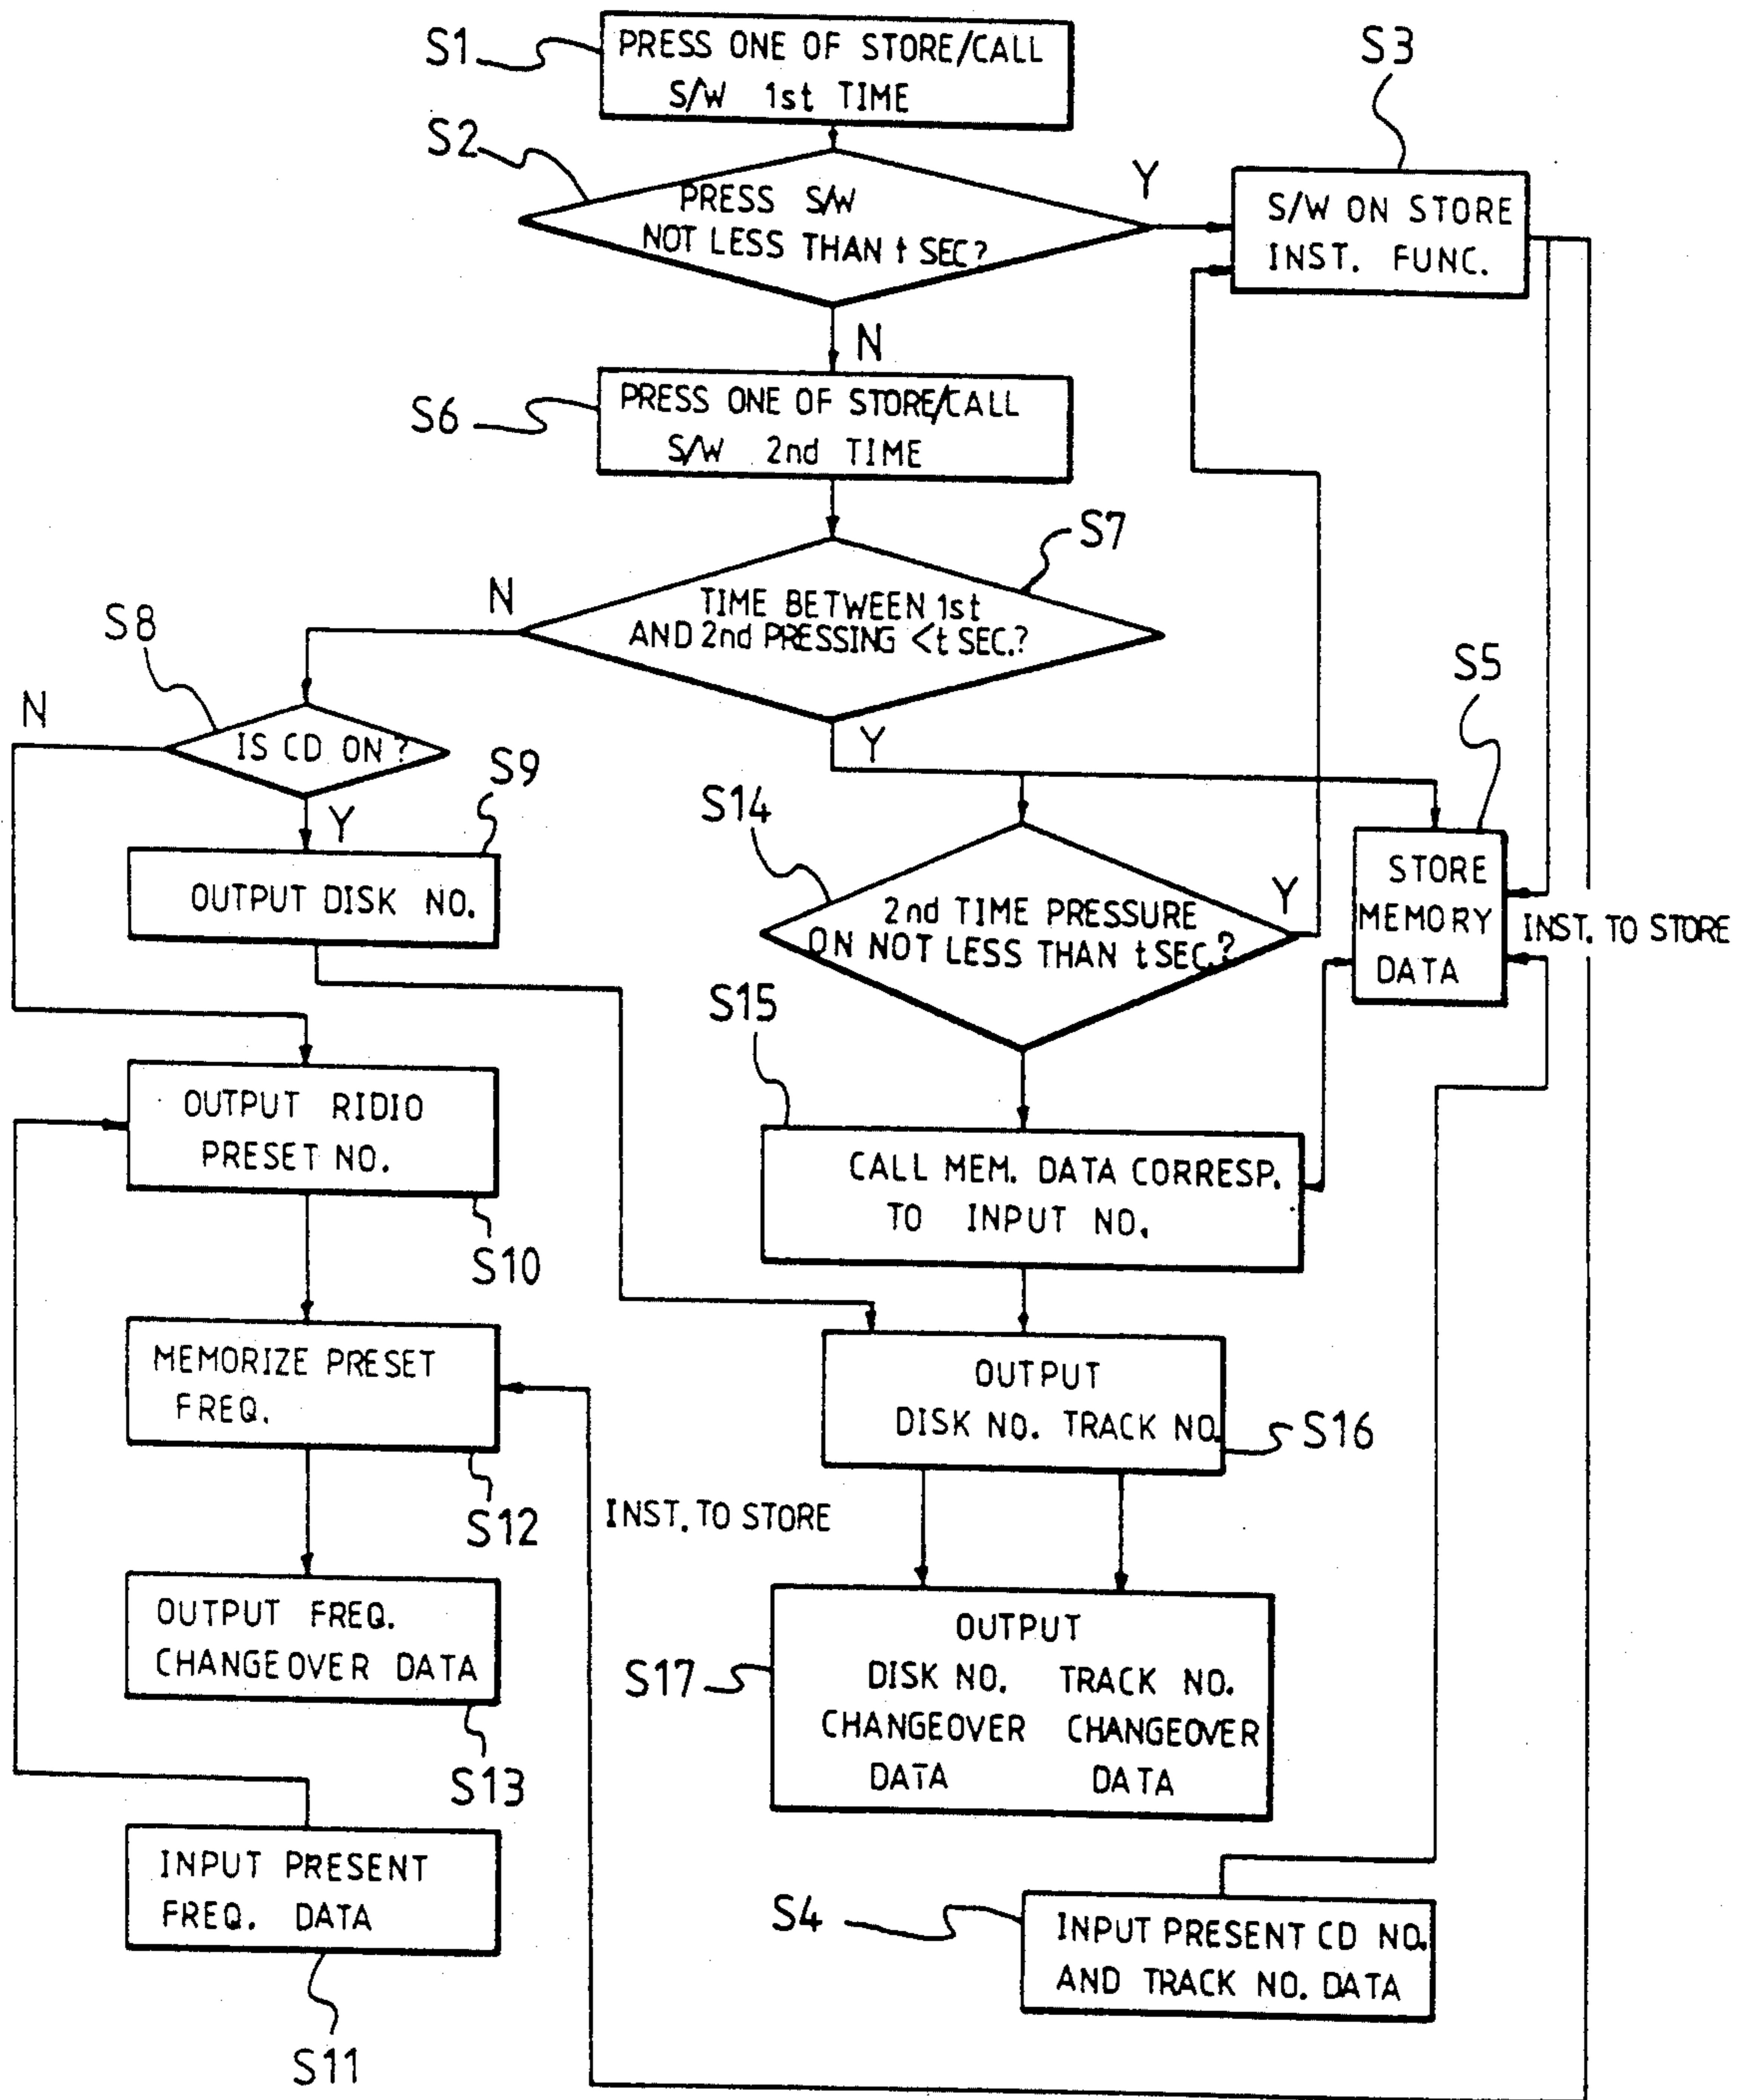 S1
PRESS ONE OF STORE/CALL
S/W 1st TIME
S3
S2
PRESS S/W
NOT LESS THAN t SEC?
Y
S/W ON STORE
INST. FUNC.
N
S6
PRESS ONE OF STORE/CALL
S/W 2nd TIME
S7
N
TIME BETWEEN 1st
AND 2nd PRESSING <t SEC.?
S8
N
IS CD ON ?
Y
S5
S9
Y
OUTPUT DISK NO.
S14
2nd TIME PRESSURE
ON NOT LESS THAN t SEC.?
Y
STORE
MEMORY
DATA
INST. TO STORE
S15
OUTPUT RIDIO
PRESET NO.
S10
CALL MEM. DATA CORRESP.
TO INPUT NO.
MEMORIZE PRESET
FREQ.
S12
OUTPUT
DISK NO. TRACK NO.
S16
INST. TO STORE
OUTPUT FREQ.
CHANGEOVER DATA
S13
S17
OUTPUT
DISK NO. TRACK NO.
CHANGEOVER CHANGEOVER
DATA DATA
INPUT PRESENT
FREQ. DATA
S11
S4
INPUT PRESENT CD NO.
AND TRACK NO. DATA